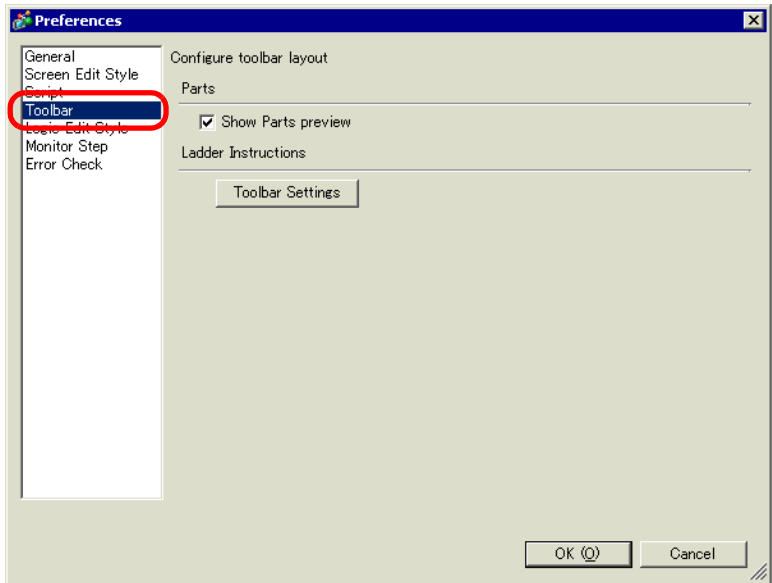 Preferences
General
Screen Edit Style
Script
Toolbar
Logic Edit Style
Monitor Step
Error Check
Configure toolbar layout
Parts
Show Parts preview
Ladder Instructions
Toolbar Settings
OK (O)
Cancel